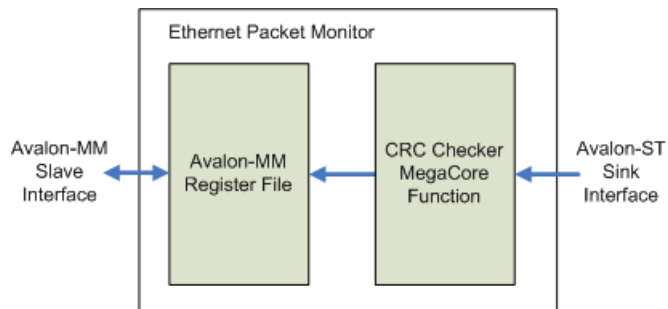 Ethernet Packet Monitor
Avalon-MM
Slave
Interface
Avalon-MM
Register File
CRC Checker
MegaCore
Function
Avalon-ST
Sink
Interface